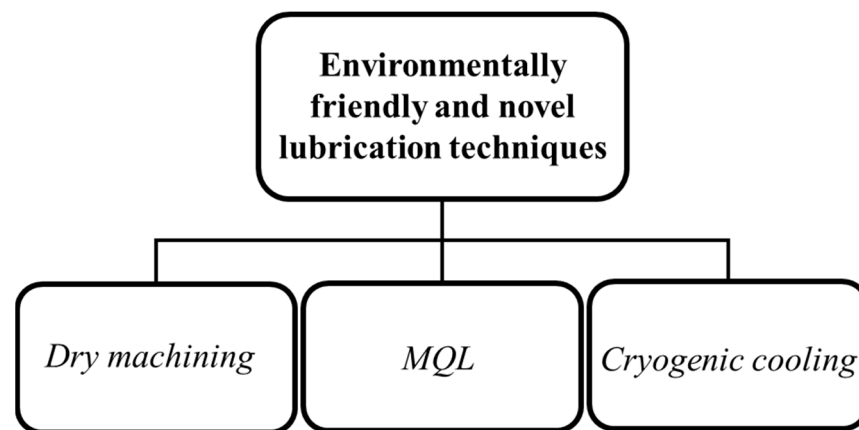 Environmentally
friendly and novel
lubrication techniques
Dry machining
MQL
Cryogenic cooling